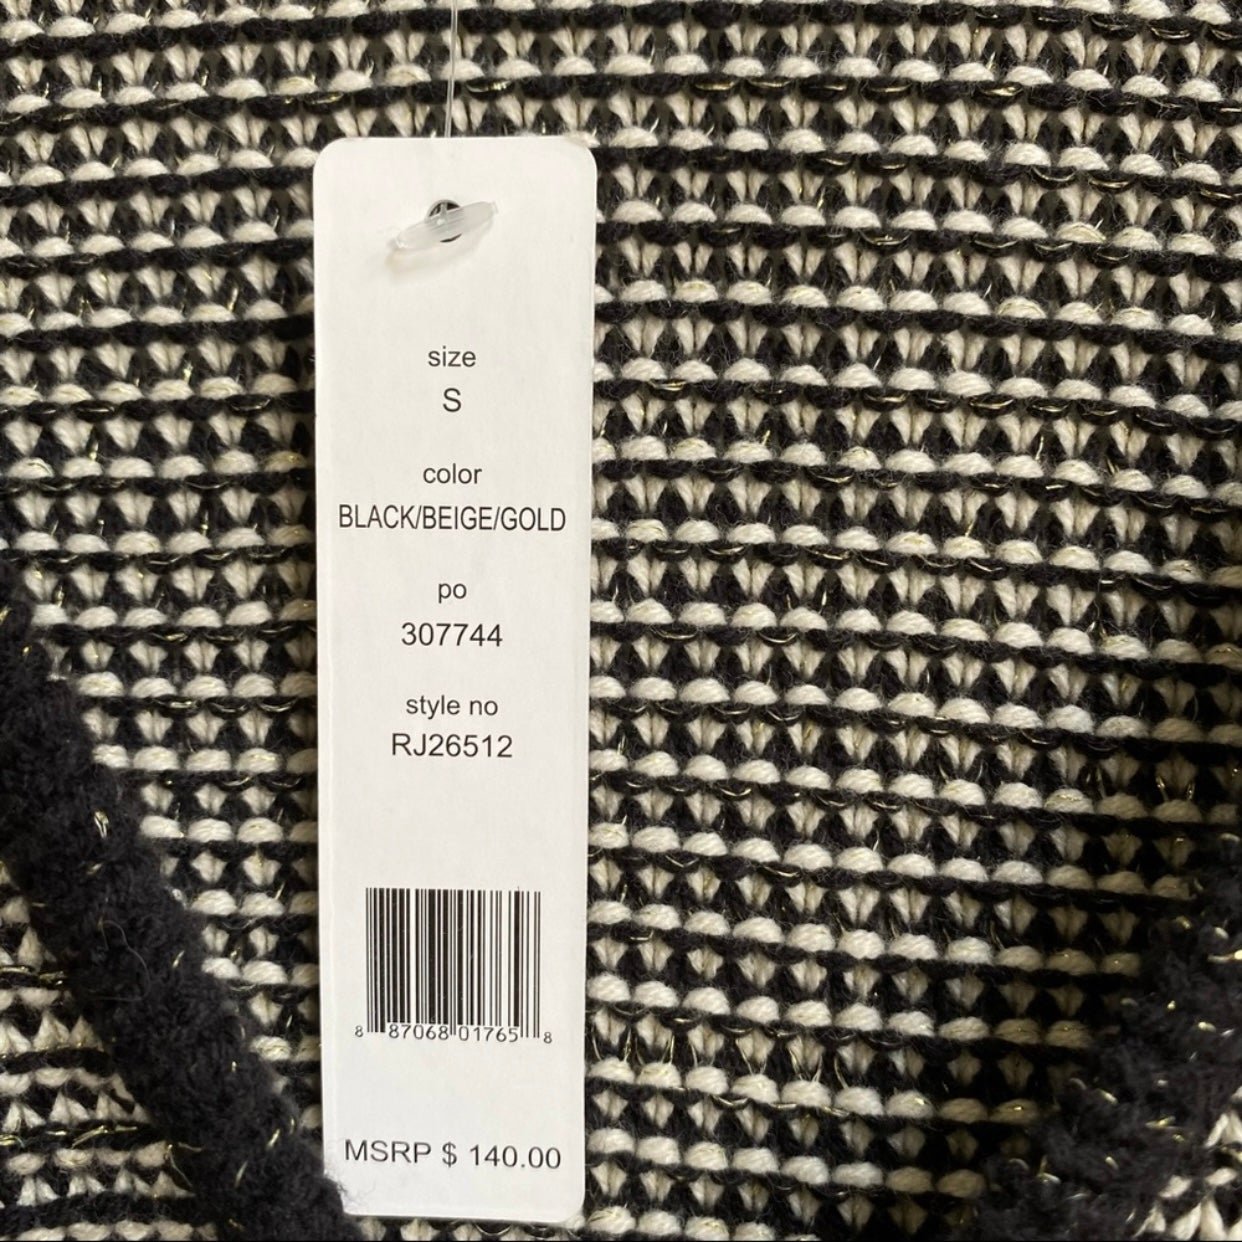 size
S
color
BLACK/BEIGE/GOLD
po
307744
style no
RJ26512
8 87068 01765 8
MSRP $ 140.00